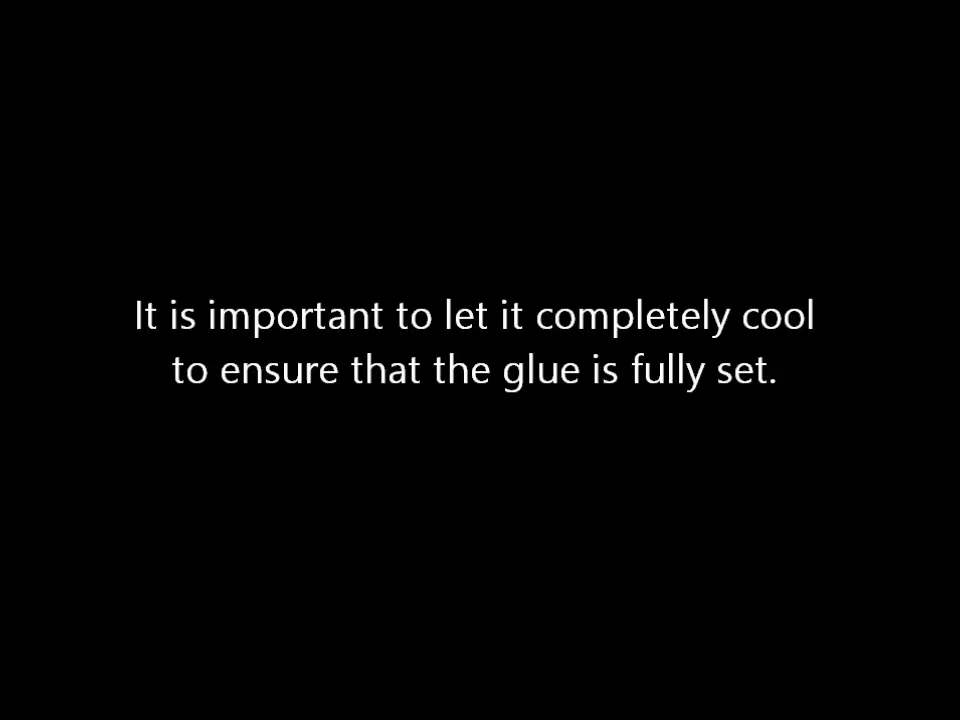 It is important to let it completely cool
to ensure that the glue is fully set.